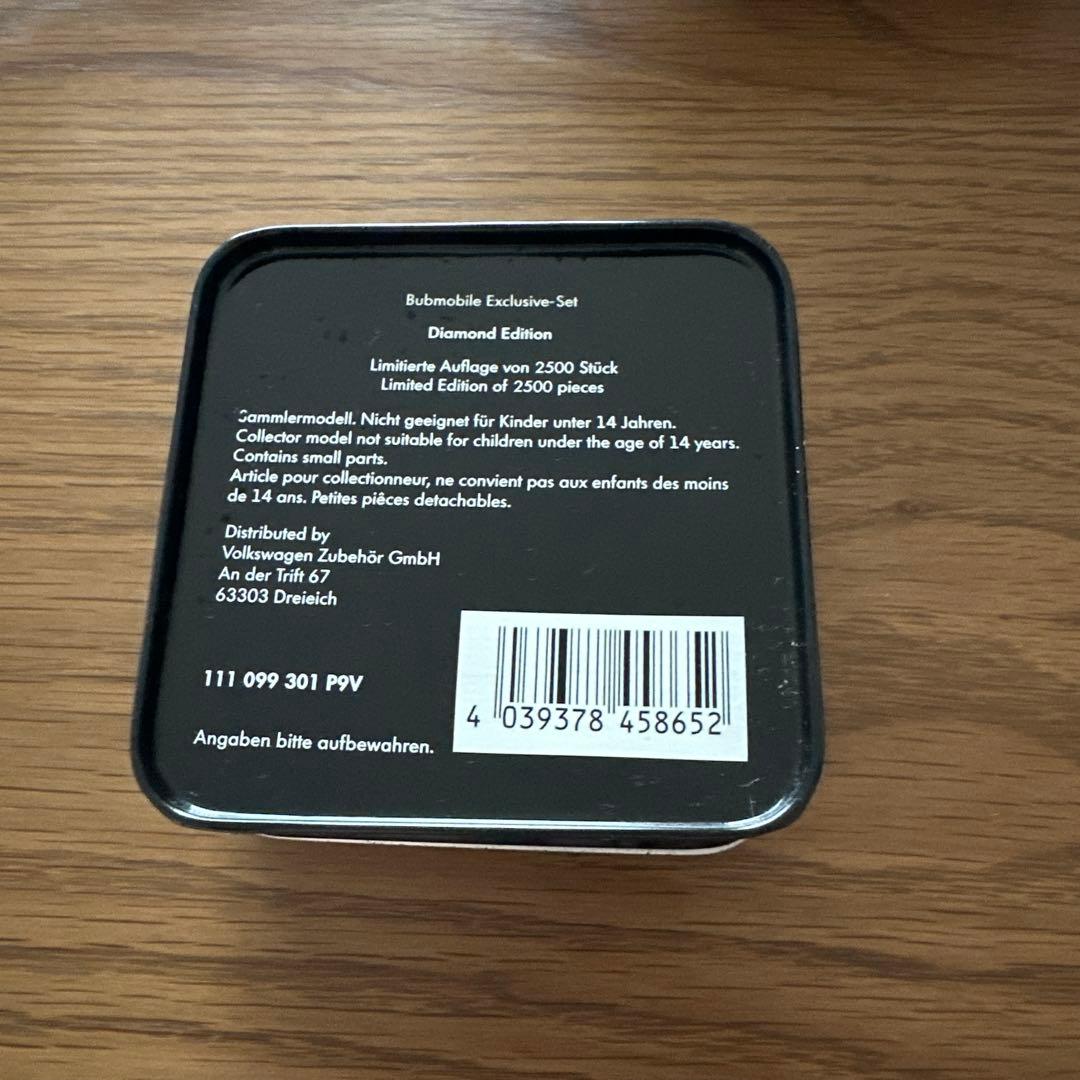 Bubmobile Exclusive-Set
Diamond Edition
Limitierte Auflage von 2500 Stück
Limited Edition of 2500 pieces
Sammlermodell. Nicht geeignet für Kinder unter 14 Jahren.
Collector model not suitable for children under the age of 14 years.
Contains small parts.
Article pour collectionneur, ne convient pas aux enfants des moins
de 14 ans. Petites pièces detachables.
Distributed by
Volkswagen Zubehör GmbH
An der Trift 67
63303 Dreieich
111 099 301 P9V
Angaben bitte aufbewahren.
4 039378 458652